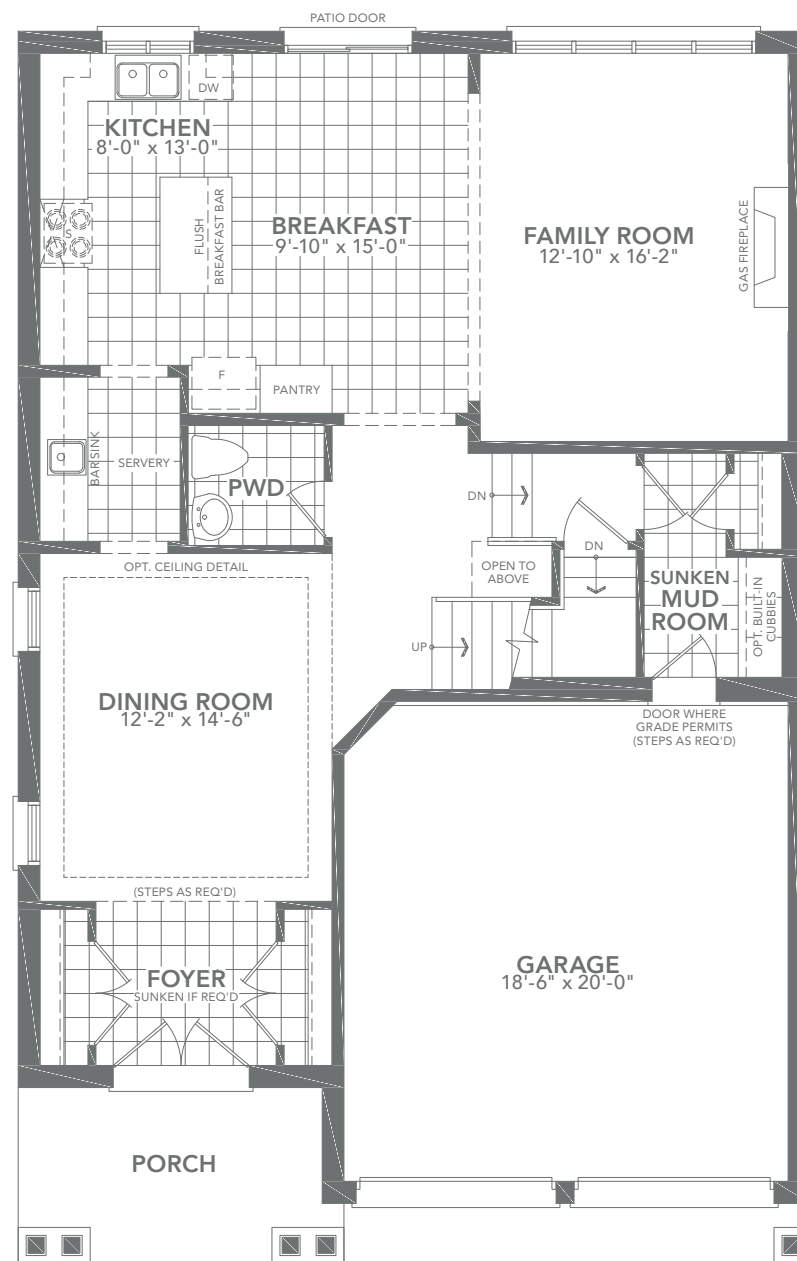 PATIO DOOR
DW
KITCHEN
8'-0" x 13'-0"
FLUSH
BREAKFAST BAR
BREAKFAST
9'-10" x 15'-0"
FAMILY ROOM
12'-10" x 16'-2"
GAS FIREPLACE
S
F
PANTRY
BAR SINK
SERVERY
PWD
DN
DN
OPEN TO
ABOVE
UP
SUNKEN
MUD
ROOM
OPT. BUILT-IN
CUBBIES
OPT. CEILING DETAIL
DINING ROOM
12'-2" x 14'-6"
DOOR WHERE
GRADE PERMITS
(STEPS AS REQ'D)
(STEPS AS REQ'D)
FOYER
SUNKEN IF REQ'D
GARAGE
18'-6" x 20'-0"
PORCH